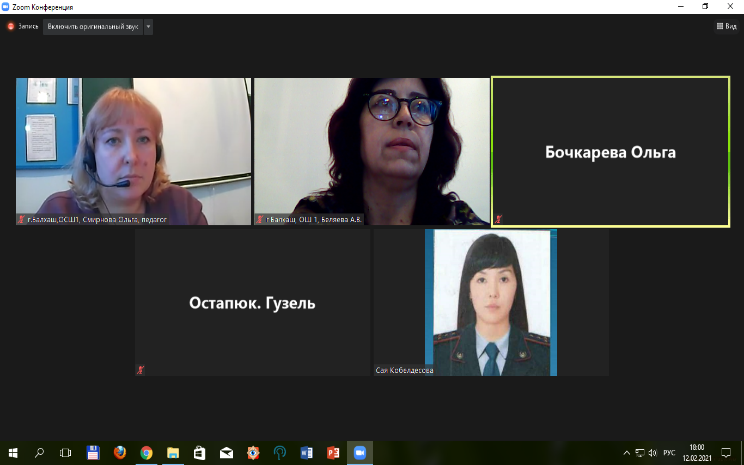 Zoom Конференция
Запись
Включить оригинальный звук
Вид
г.Балхаш,ОСШ1, Смирнова Ольга, педагог
г.Балхаш, ОШ 1, Беляева А.В.
Бочкарева Ольга
Остапюк. Гузель
Сая Кобелдесова
РУС
18:00
12.02.2021